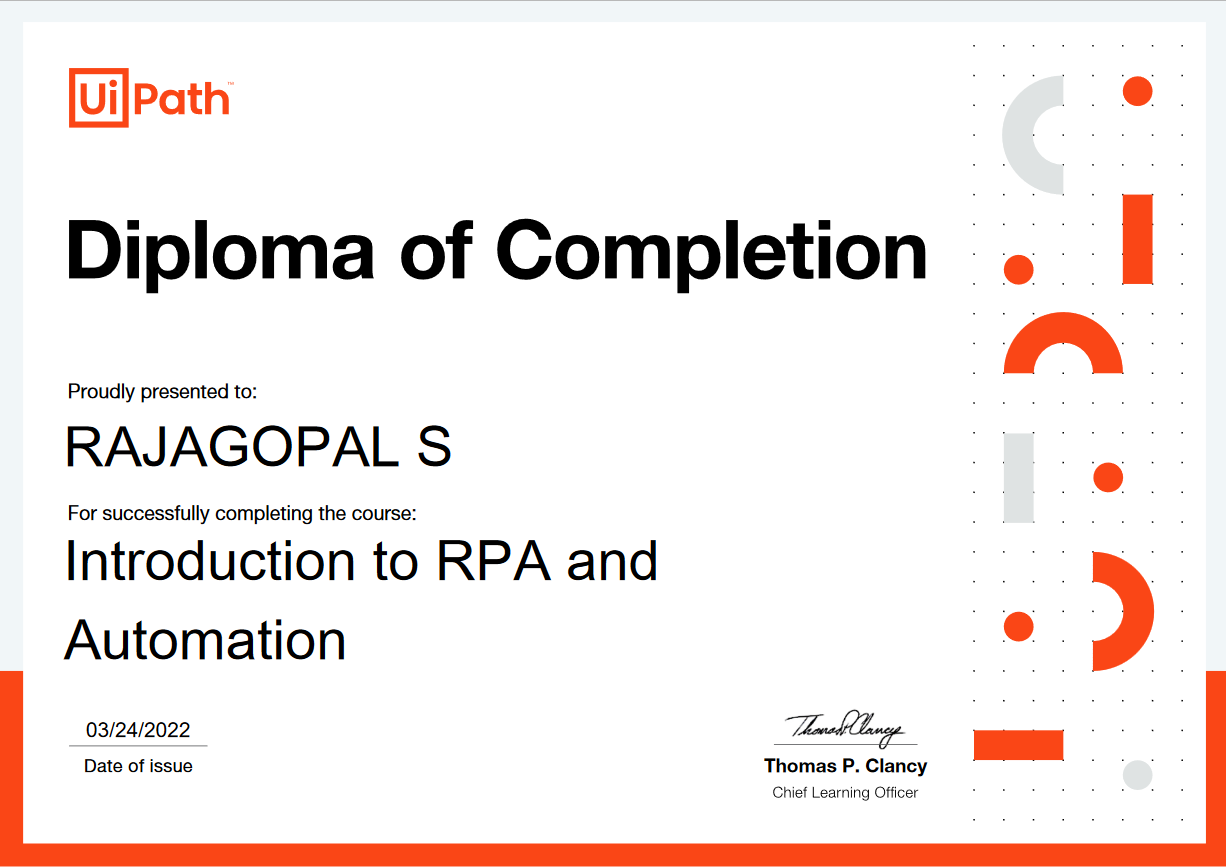 UiPath™
Diploma of Completion
Proudly presented to:
RAJAGOPAL S
For successfully completing the course:
Introduction to RPA and
Automation
03/24/2022
Date of issue
Thomas P. Clancy
Thomas P. Clancy
Chief Learning Officer